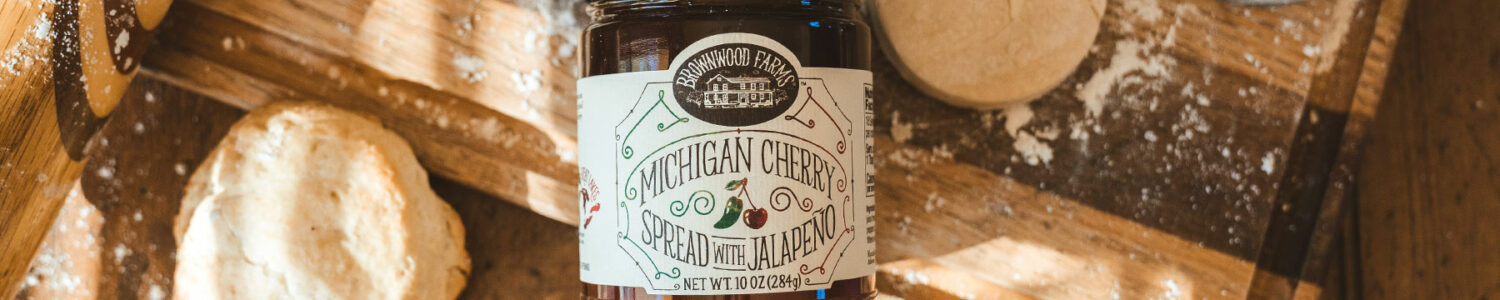 BROWNWOOD FARMS
MICHIGAN CHERRY
SPREAD WITH JALAPEÑO
NET WT. 10 OZ (284g)